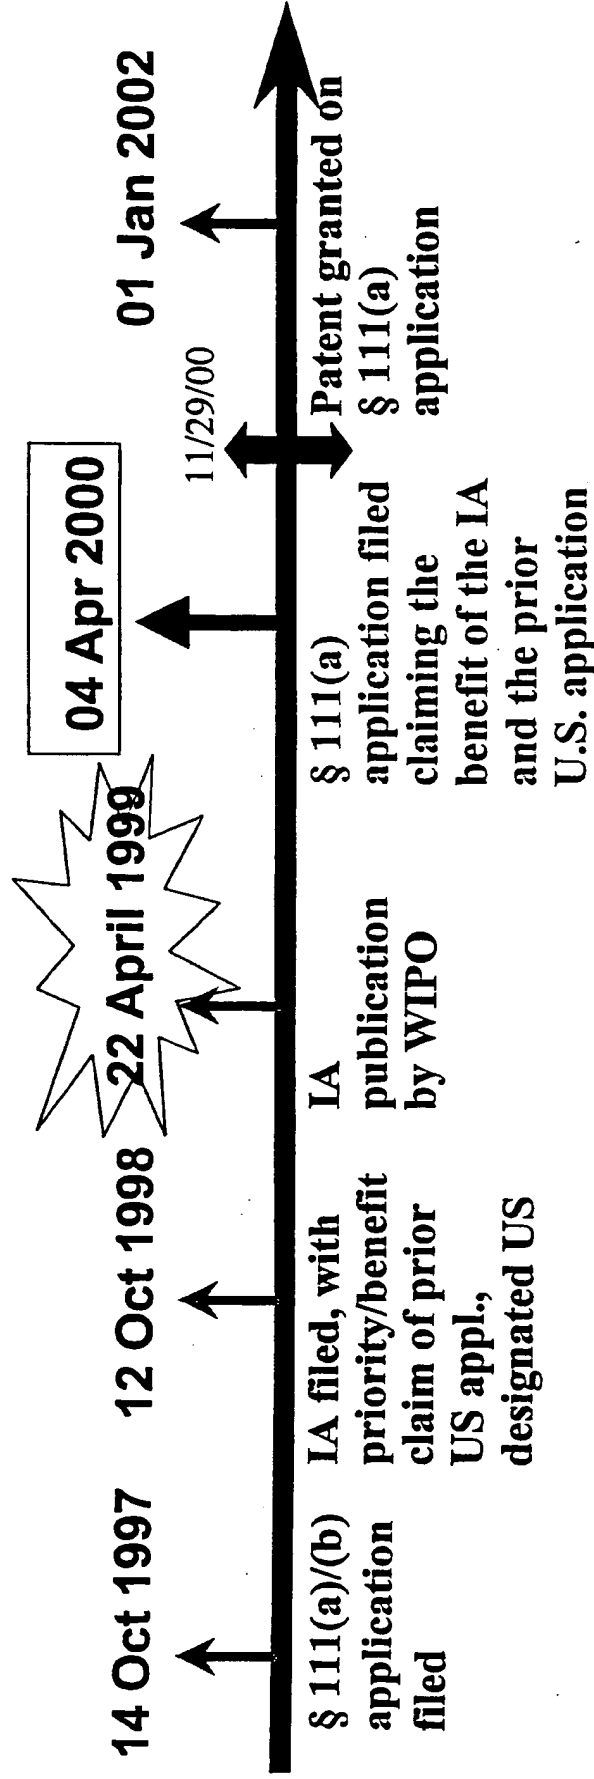 14 Oct 1997
12 Oct 1998
22 April 1999
04 Apr 2000
11/29/00
01 Jan 2002
§ 111(a)/(b)
application
filed
IA filed, with
priority/benefit
claim of prior
US appl.,
designated US
IA
publication
by WIPO
§ 111(a)
application filed
claiming the
benefit of the IA
and the prior
U.S. application
Patent granted on
§ 111(a)
application